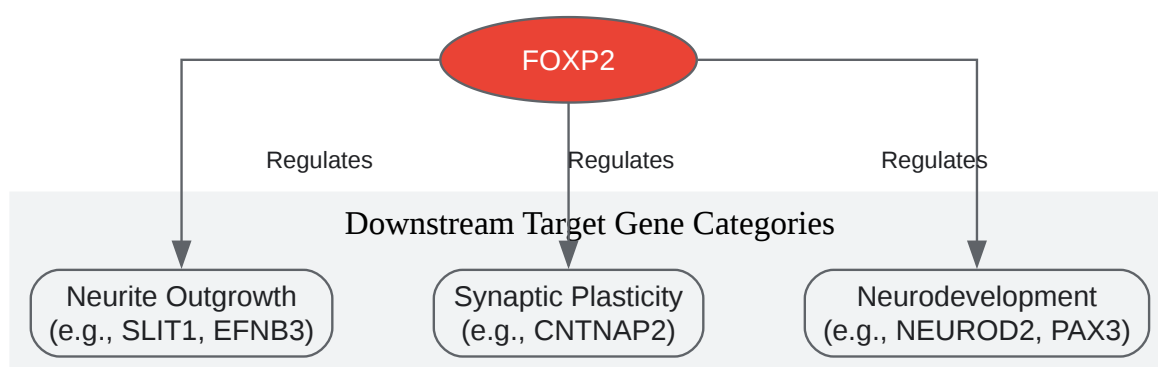 FOXP2
Regulates Regulates Regulates
Downstream Target Gene Categories
Neurite Outgrowth Synaptic Plasticity Neurodevelopment
(e.g., SLIT1, EFNB3) (e.g., CNTNAP2) (e.g., NEUROD2, PAX3)